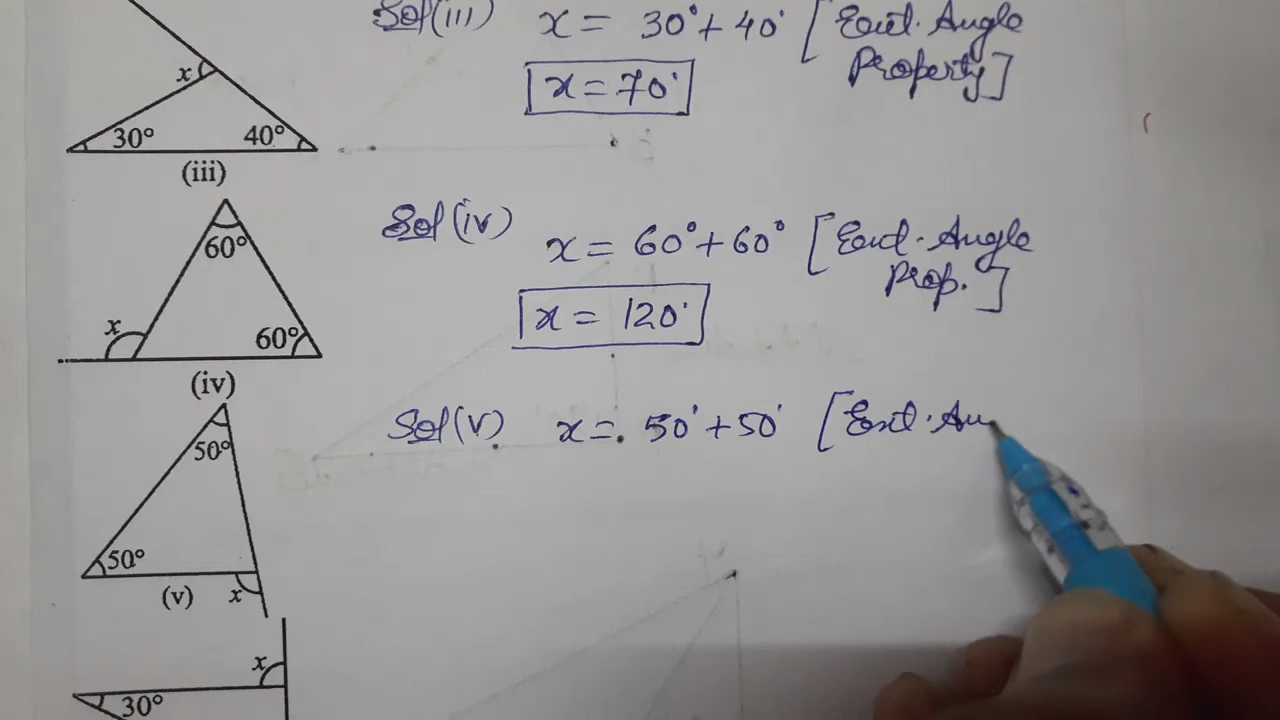 Sol(iii) x = 30° + 40° [Ext. Angle
Property]
x = 70°
x
30° 40°
(iii)
Sol(iv) x = 60° + 60° [Ext. Angle
Prop.]
x = 120°
60°
x 60°
(iv)
Sol(v) x = 50° + 50° [Ext. An
50°
50°
(v) x
x
30°